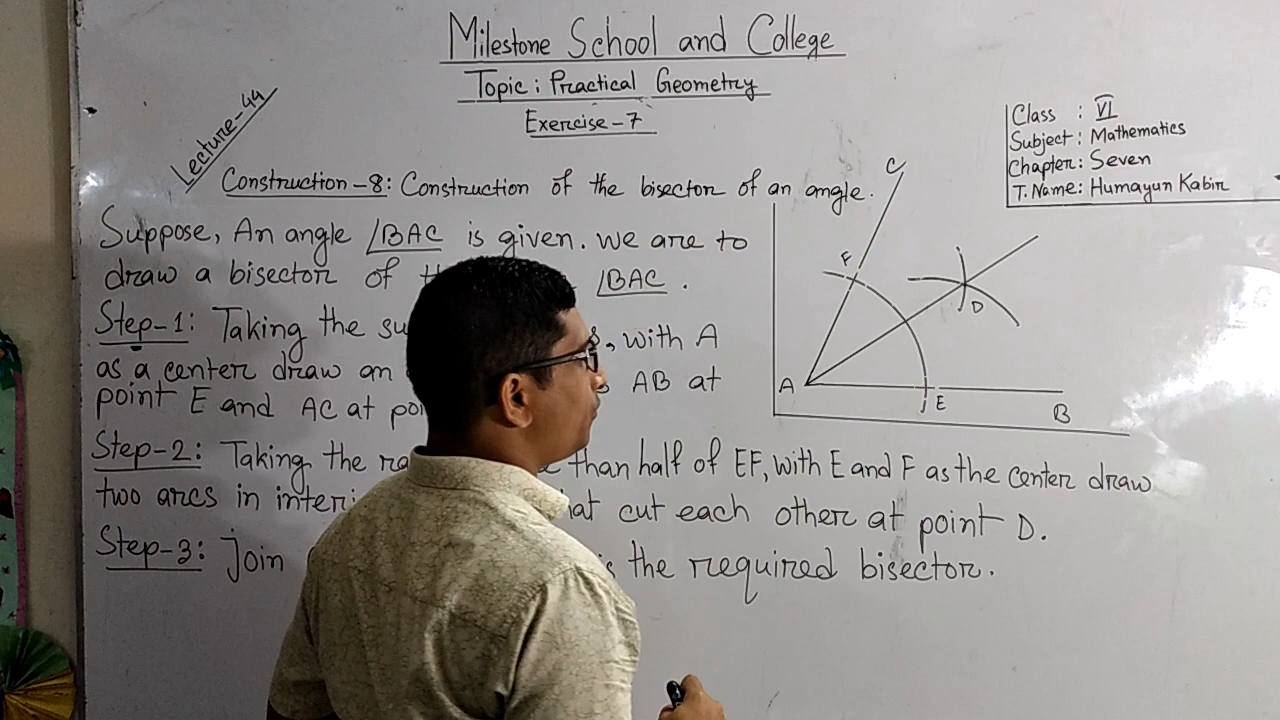 Milestone School and College
Topic: Practical Geometry
Exercise-7
Lecture-44
Class : VI
Subject: Mathematics
Chapter: Seven
T. Name: Humayun Kabir
Construction-8: Construction of the bisector of an angle.
Suppose, An angle ∠BAC is given. We are to
draw a bisector of ∠BAC.
Step-1: Taking the , with A
as a center draw an AB at
point E and AC at
Step-2: Taking the than half of EF, with E and F as the center draw
two arcs in cut each other at point D.
Step-3: join the required bisector.
C
F
D
A
E
B